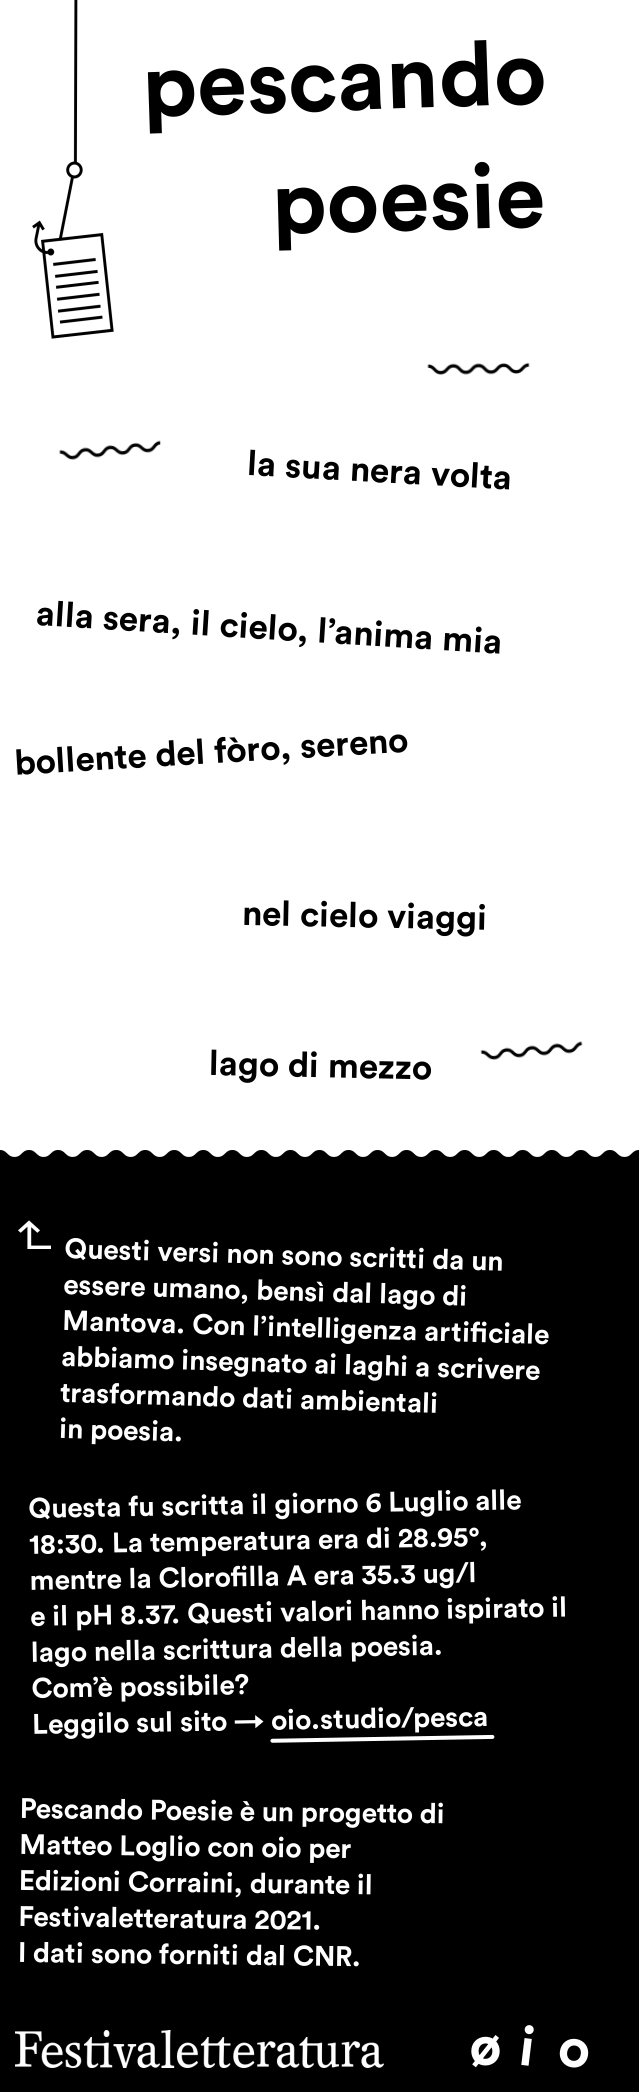 pescando
poesie
la sua nera volta
alla sera, il cielo, l’anima mia
bollente del fòro, sereno
nel cielo viaggi
lago di mezzo
Questi versi non sono scritti da un
essere umano, bensì dal lago di
Mantova. Con l’intelligenza artificiale
abbiamo insegnato ai laghi a scrivere
trasformando dati ambientali
in poesia.
Questa fu scritta il giorno 6 Luglio alle
18:30. La temperatura era di 28.95°,
mentre la Clorofilla A era 35.3 ug/l
e il pH 8.37. Questi valori hanno ispirato il
lago nella scrittura della poesia.
Com’è possibile?
Leggilo sul sito → oio.studio/pesca
Pescando Poesie è un progetto di
Matteo Loglio con oio per
Edizioni Corraini, durante il
Festivaletteratura 2021.
I dati sono forniti dal CNR.
Festivaletteratura øio